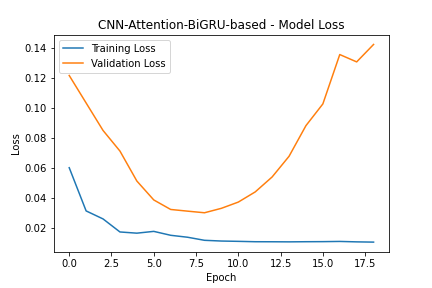 CNN-Attention-BiGRU-based - Model Loss
Training Loss
Validation Loss
Loss
0.14
0.12
0.10
0.08
0.06
0.04
0.02
0.0 2.5 5.0 7.5 10.0 12.5 15.0 17.5
Epoch